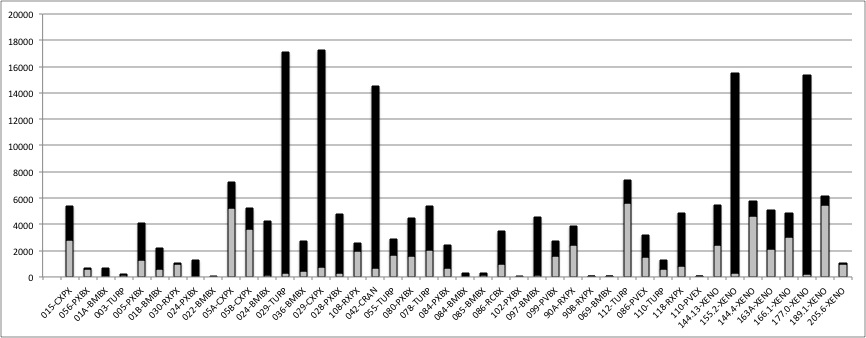 20000
18000
16000
14000
12000
10000
8000
6000
4000
2000
0
015-CXPX
056-PXBX
01A-BMBX
003-TURP
005-PXBX
018-BMBX
030-RXPX
024-PXBX
022-BMBX
05A-CXPX
05B-CXPX
024-BMBX
029-TURP
036-BMBX
029-CXPX
028-PXBX
108-RXPX
042-CRAN
055-TURP
080-PXBX
078-TURP
084-PXBX
084-BMBX
085-BMBX
086-RCBX
102-PXBX
097-BMBX
099-PVBX
90A-RXPX
90B-RXPX
069-BMBX
112-TURP
086-PVEX
110-TURP
118-RXPX
110-PVEX
144.13-XENO
155.2-XENO
144.4-XENO
163A-XENO
166.1-XENO
177.0-XENO
189.1-XENO
205.6-XENO